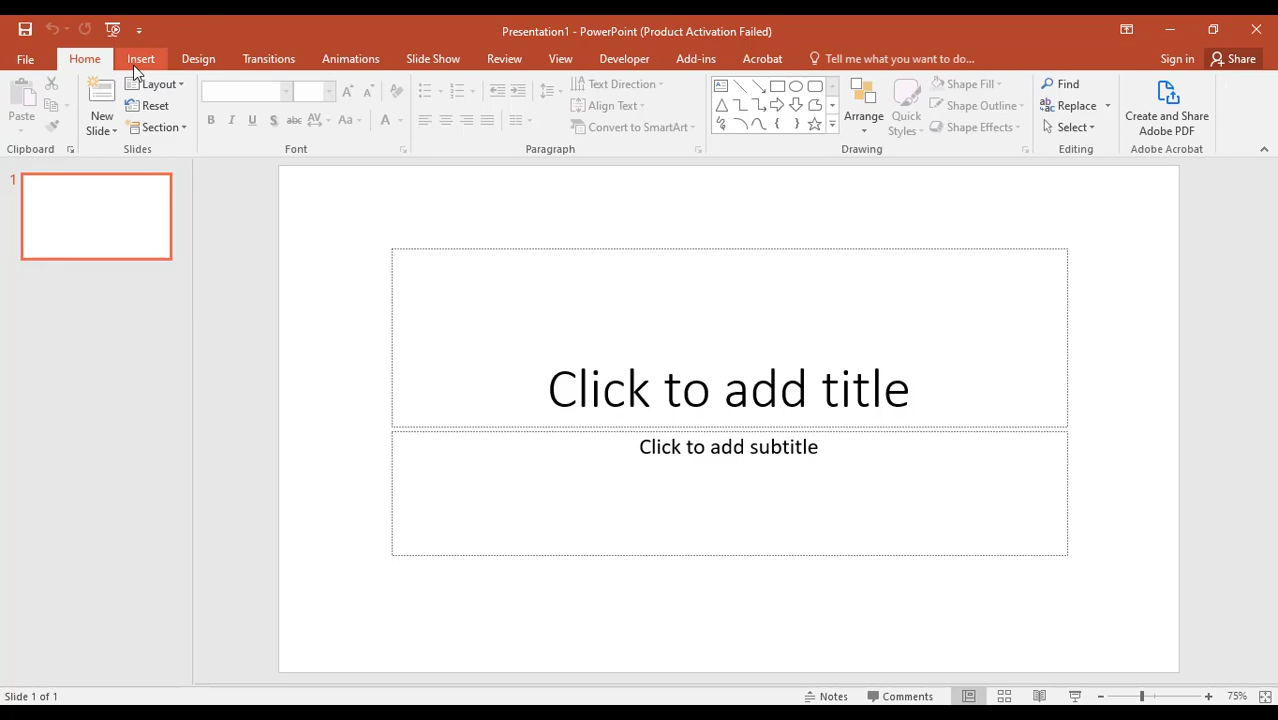 Presentation1 - PowerPoint (Product Activation Failed)
File Home Insert Design Transitions Animations Slide Show Review View Developer Add-ins Acrobat Tell me what you want to do... Sign in Share
Paste
New Slide
Layout
Reset
Section
B I U S abc AV Aa A
Text Direction
Align Text
Convert to SmartArt
Arrange
Quick Styles
Shape Fill
Shape Outline
Shape Effects
Find
Replace
Select
Create and Share
Adobe PDF
Clipboard Slides Font Paragraph Drawing Editing Adobe Acrobat
1
Click to add title
Click to add subtitle
Slide 1 of 1 Notes Comments 75%